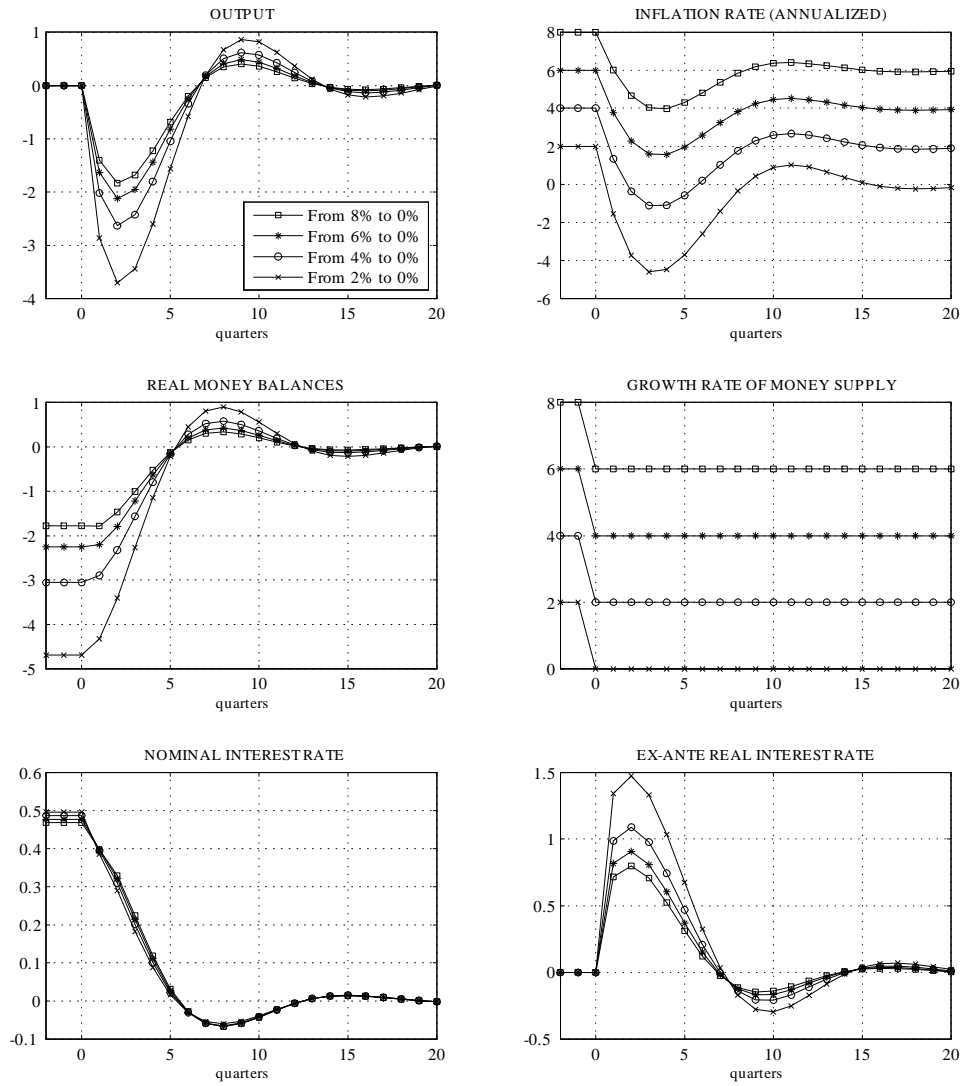 OUTPUT
1
0
-1
-2
-3
-4
0 5 10 15 20
quarters
From 8% to 0%
From 6% to 0%
From 4% to 0%
From 2% to 0%
INFLATION RATE (ANNUALIZED)
8
6
4
2
0
-2
-4
-6
0 5 10 15 20
quarters
REAL MONEY BALANCES
1
0
-1
-2
-3
-4
-5
0 5 10 15 20
quarters
GROWTH RATE OF MONEY SUPPLY
8
6
4
2
0
0 5 10 15 20
quarters
NOMINAL INTEREST RATE
0.6
0.5
0.4
0.3
0.2
0.1
0
-0.1
0 5 10 15 20
quarters
EX-ANTE REAL INTEREST RATE
1.5
1
0.5
0
-0.5
0 5 10 15 20
quarters